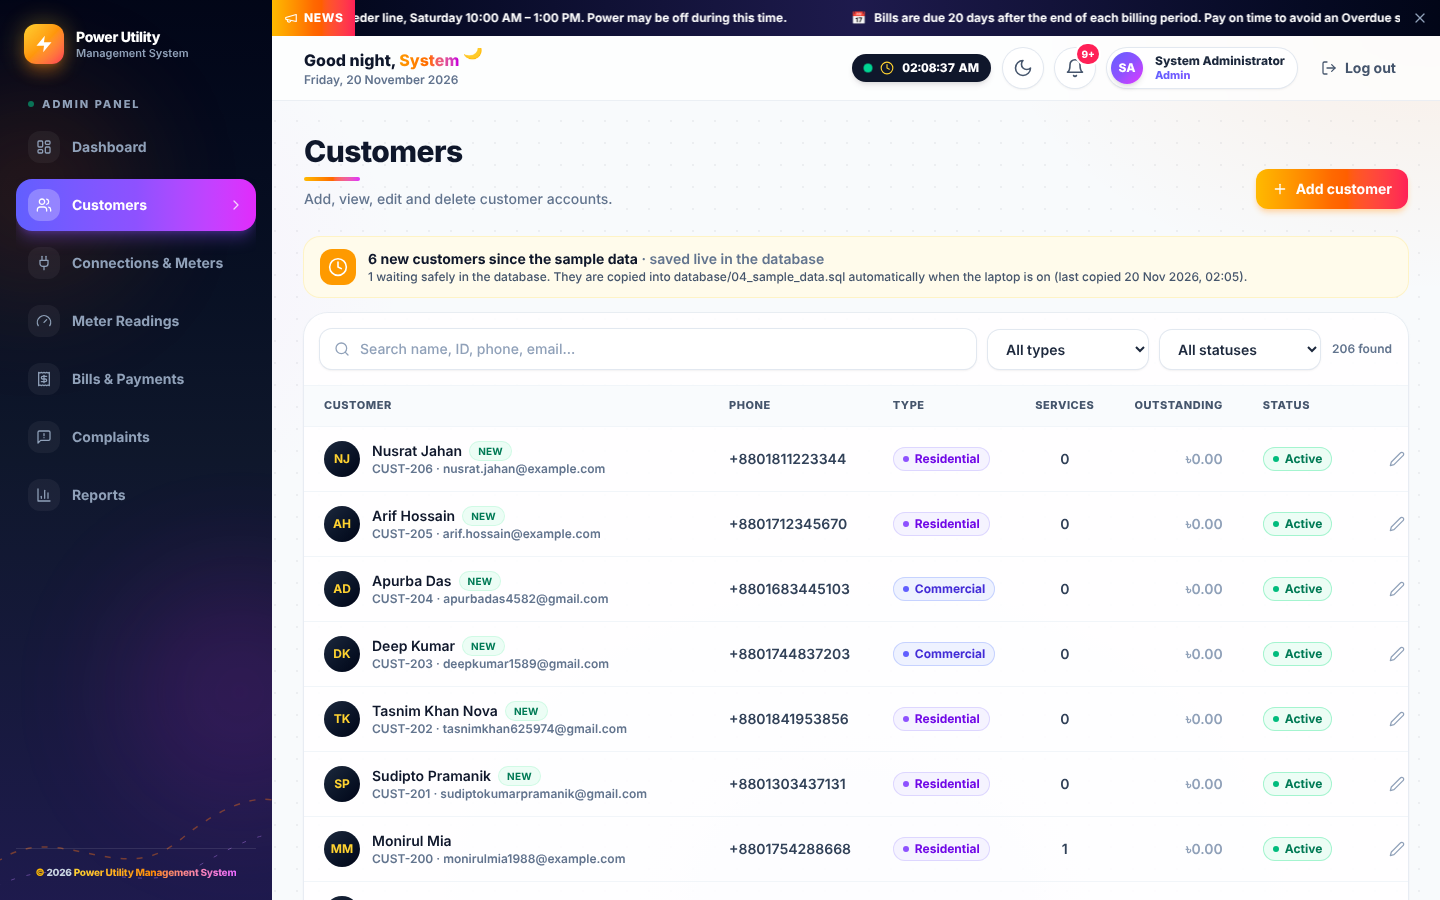 Power Utility
Management System
ADMIN PANEL
Dashboard
Customers
Connections & Meters
Meter Readings
Bills & Payments
Complaints
Reports
© 2026 Power Utility Management System
NEWS
line, Saturday 10:00 AM – 1:00 PM. Power may be off during this time.
Bills are due 20 days after the end of each billing period. Pay on time to avoid an Overdue
Good night, System
Friday, 20 November 2026
02:08:37 AM
9+
SA
System Administrator
Admin
Log out
Customers
Add, view, edit and delete customer accounts.
Add customer
6 new customers since the sample data · saved live in the database
1 waiting safely in the database. They are copied into database/04_sample_data.sql automatically when the laptop is on (last copied 20 Nov 2026, 02:05).
Search name, ID, phone, email...
All types
All statuses
206 found
CUSTOMER PHONE TYPE SERVICES OUTSTANDING STATUS
NJ Nusrat Jahan NEW +8801811223344 Residential 0 ৳0.00 Active
CUST-206 · nusrat.jahan@example.com
AH Arif Hossain NEW +8801712345670 Residential 0 ৳0.00 Active
CUST-205 · arif.hossain@example.com
AD Apurba Das NEW +8801683445103 Commercial 0 ৳0.00 Active
CUST-204 · apurbadas4582@gmail.com
DK Deep Kumar NEW +8801744837203 Commercial 0 ৳0.00 Active
CUST-203 · deepkumar1589@gmail.com
TK Tasnim Khan Nova NEW +8801841953856 Residential 0 ৳0.00 Active
CUST-202 · tasnimkhan625974@gmail.com
SP Sudipto Pramanik NEW +8801303437131 Residential 0 ৳0.00 Active
CUST-201 · sudiptokumarpramanik@gmail.com
MM Monirul Mia +8801754288668 Residential 1 ৳0.00 Active
CUST-200 · monirulmia1988@example.com